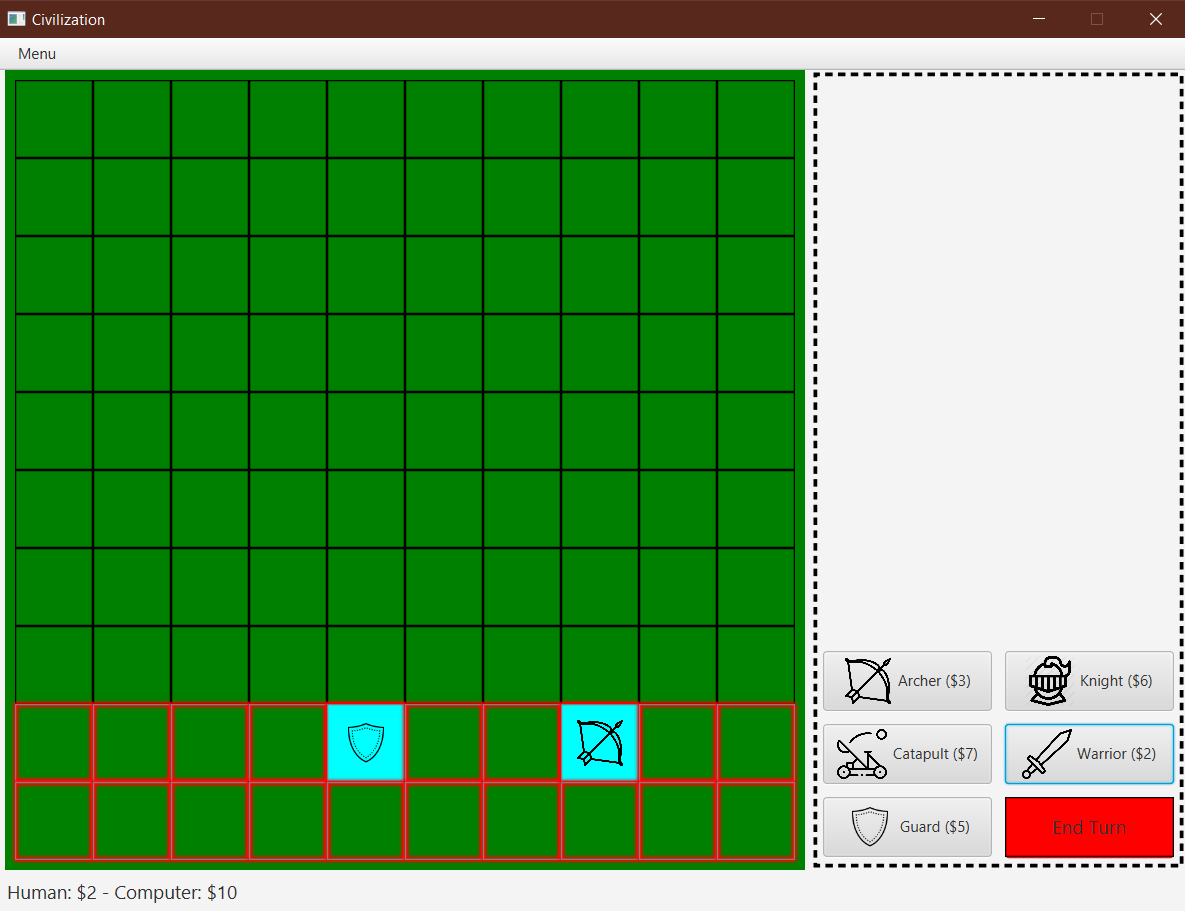 Civilization
Menu
Archer ($3)
Knight ($6)
Catapult ($7)
Warrior ($2)
Guard ($5)
End Turn
Human: $2 - Computer: $10